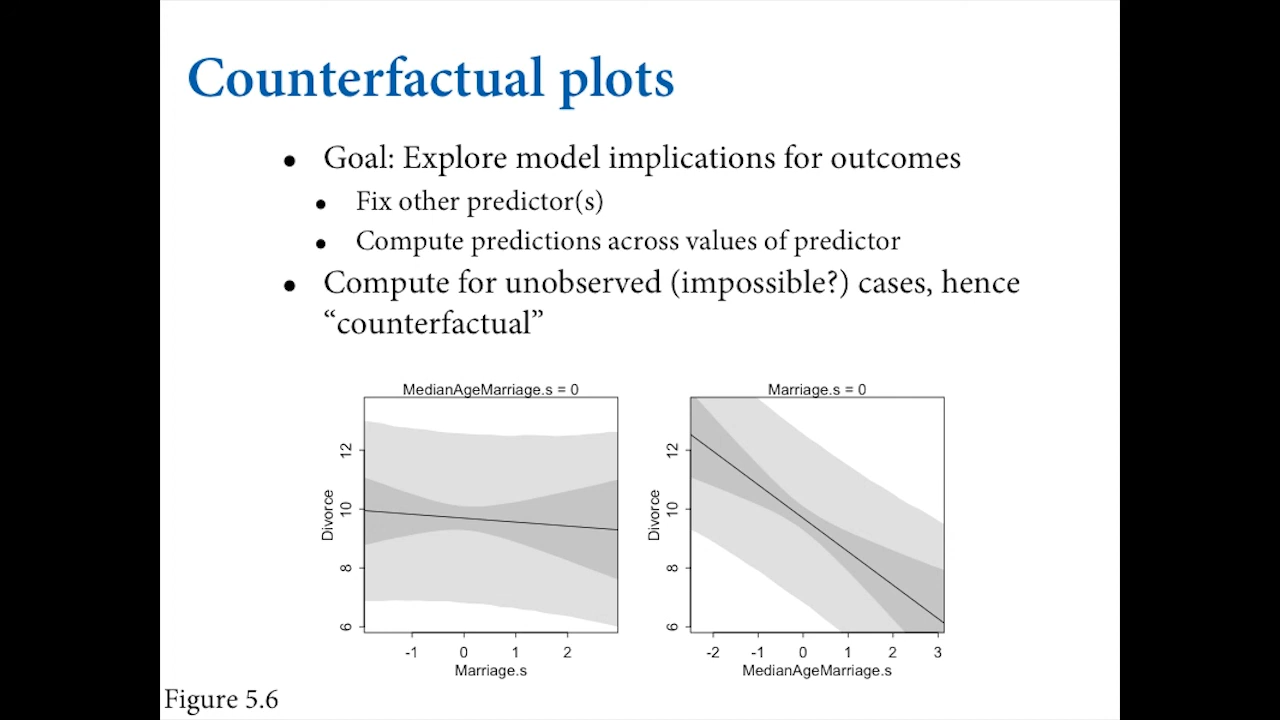 Counterfactual plots
• Goal: Explore model implications for outcomes
• Fix other predictor(s)
• Compute predictions across values of predictor
• Compute for unobserved (impossible?) cases, hence
“counterfactual”
MedianAgeMarriage.s = 0
Divorce
6 8 10 12
-1 0 1 2
Marriage.s
Marriage.s = 0
Divorce
6 8 10 12
-2 -1 0 1 2 3
MedianAgeMarriage.s
Figure 5.6